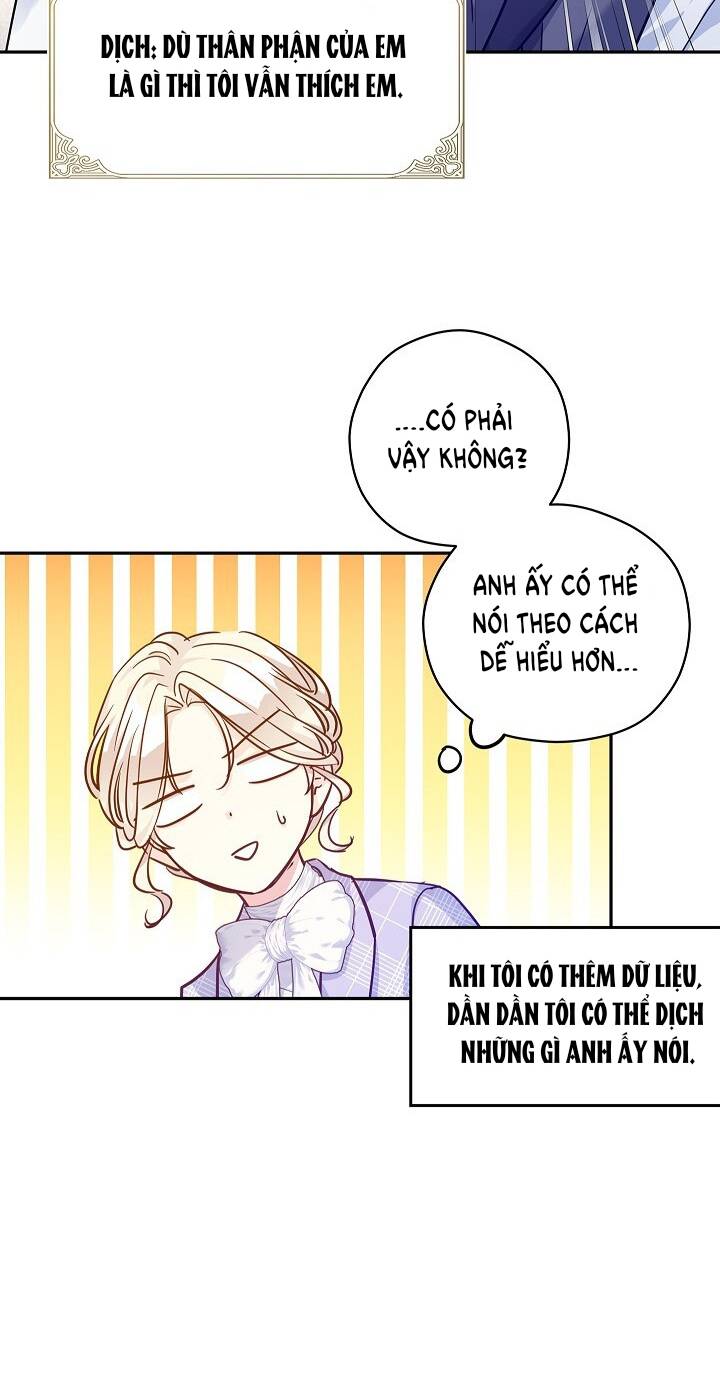 DỊCH: DÙ THÂN PHẬN CỦA EM
LÀ GÌ THÌ TÔI VẪN THÍCH EM.
....CÓ PHẢI
VẬY KHÔNG?
ANH ẤY CÓ THỂ
NÓI THEO CÁCH
DỄ HIỂU HƠN...
KHI TÔI CÓ THÊM DỮ LIỆU,
DẦN DẦN TÔI CÓ THỂ DỊCH
NHỮNG GÌ ANH ẤY NÓI.